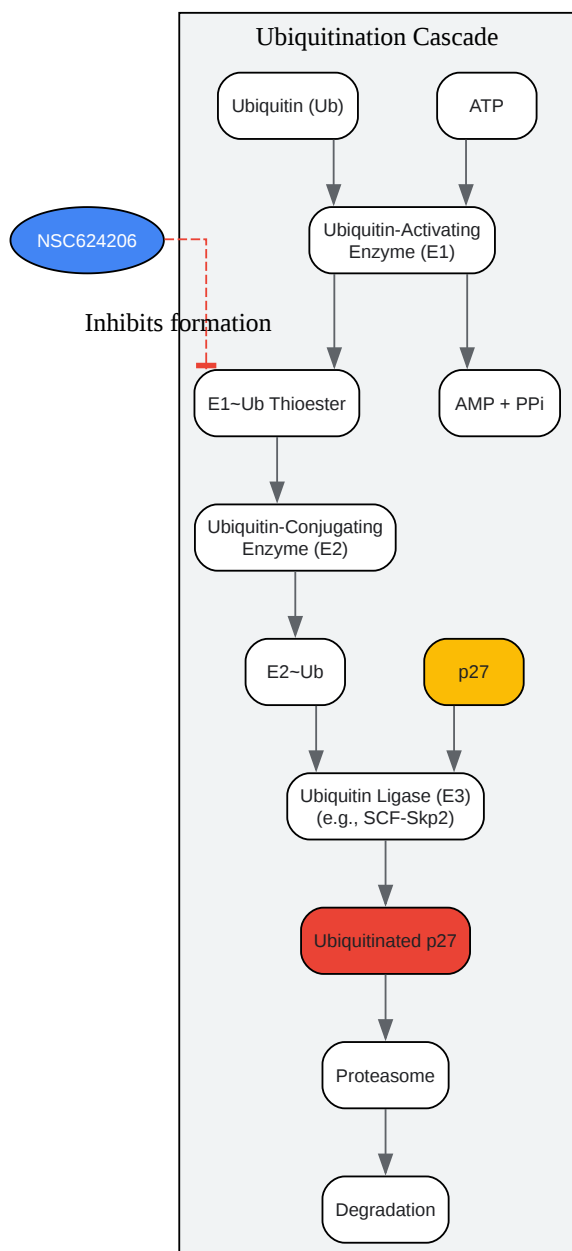 Ubiquitination Cascade
Ubiquitin (Ub)
ATP
NSC624206
Ubiquitin-Activating
Enzyme (E1)
Inhibits formation
E1~Ub Thioester
AMP + PPi
Ubiquitin-Conjugating
Enzyme (E2)
E2~Ub
p27
Ubiquitin Ligase (E3)
(e.g., SCF-Skp2)
Ubiquitinated p27
Proteasome
Degradation